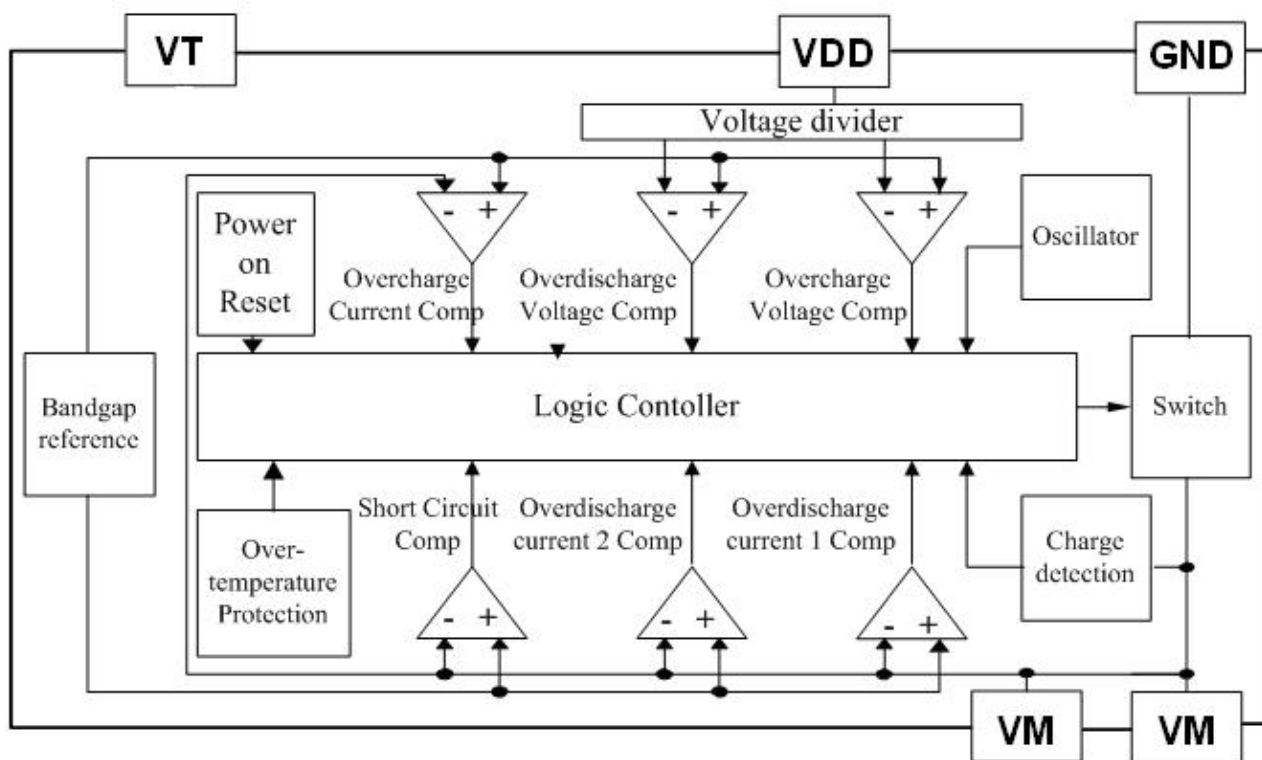 VT
VDD
GND
Voltage divider
- +
- +
- +
Power
on
Reset
Oscillator
Overcharge
Current Comp
Overdischarge
Voltage Comp
Overcharge
Voltage Comp
Bandgap
reference
Logic Contoller
Switch
Short Circuit
Comp
Overdischarge
current 2 Comp
Overdischarge
current 1 Comp
Over-
temperature
Protection
Charge
detection
- +
- +
- +
VM
VM